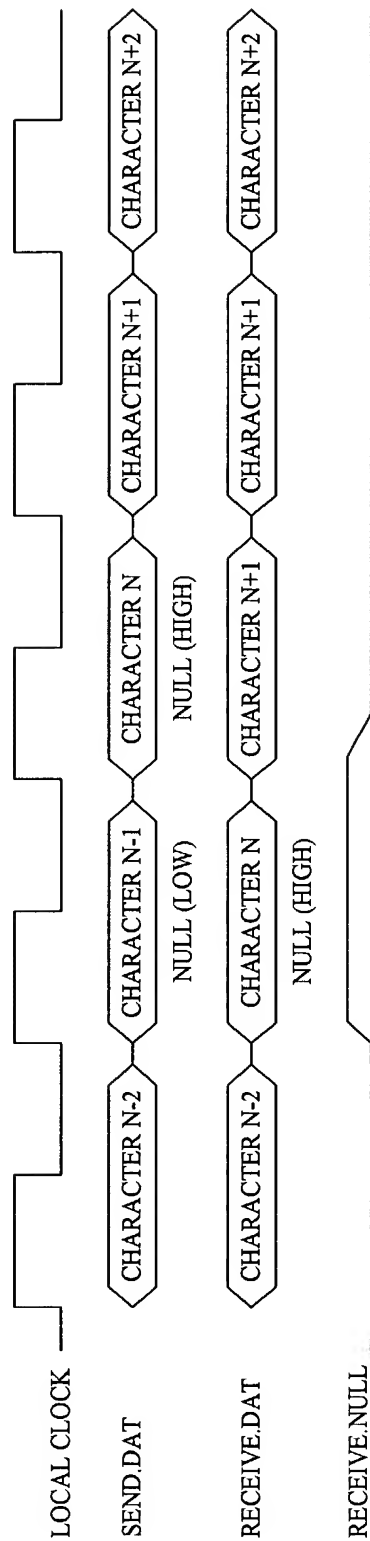 LOCAL CLOCK
SEND.DAT
CHARACTER N-2
CHARACTER N-1
CHARACTER N
CHARACTER N+1
CHARACTER N+2
NULL (LOW)
NULL (HIGH)
RECEIVE.DAT
CHARACTER N-2
CHARACTER N
CHARACTER N+1
CHARACTER N+1
CHARACTER N+2
NULL (HIGH)
RECEIVE.NULL